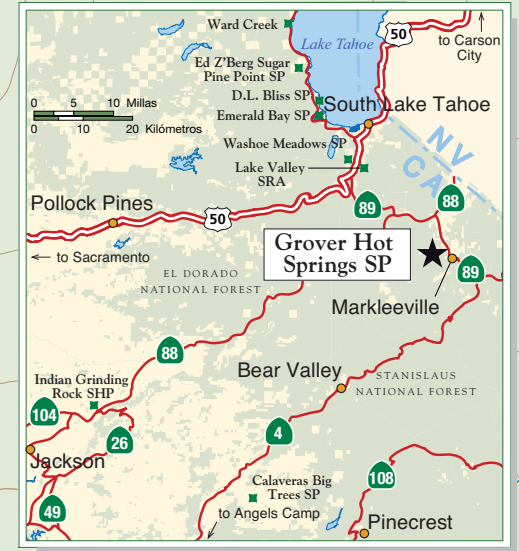 Ward Creek
50
to Carson
City
Lake Tahoe
Ed Z'Berg Sugar
Pine Point SP
D.L. Bliss SP
Emerald Bay SP
South Lake Tahoe
0 5 10 Millas
0 10 20 Kilómetros
Washoe Meadows SP
Lake Valley
SRA
NV
CA
Pollock Pines
50
89
88
to Sacramento
Grover Hot
Springs SP
89
EL DORADO
NATIONAL FOREST
Markleeville
88
Bear Valley
STANISLAUS
NATIONAL FOREST
Indian Grinding
Rock SHP
104
26
4
Jackson
108
Calaveras Big
Trees SP
49
to Angels Camp
Pinecrest